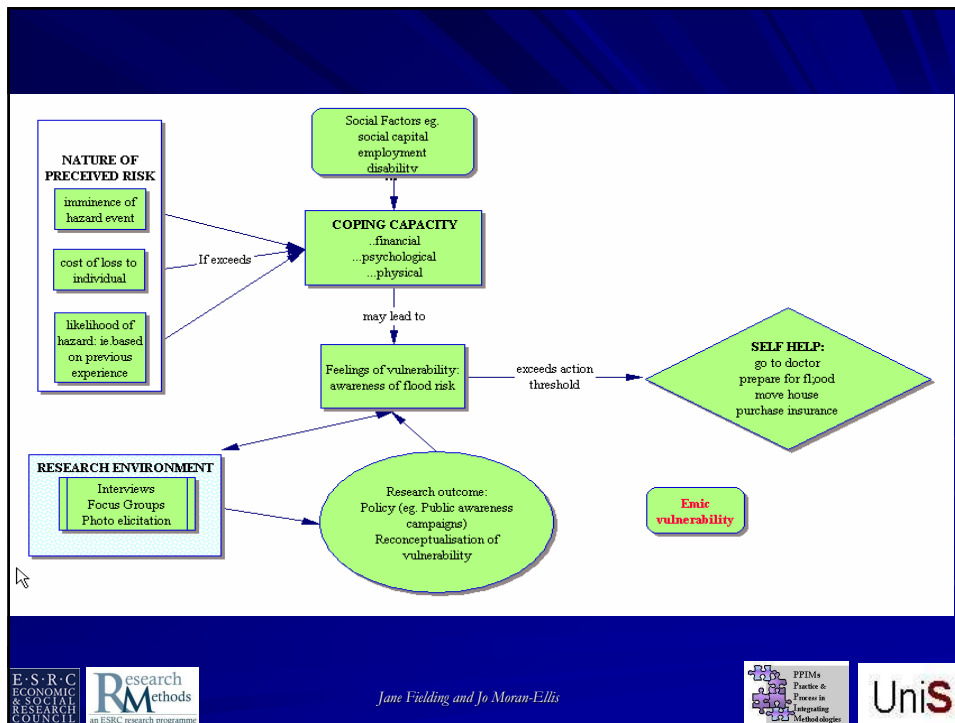 Social Factors eg.
social capital
employment
disability
...
NATURE OF
PRECEIVED RISK
imminence of
hazard event
cost of loss to
individual
likelihood of
hazard: ie.based
on previous
experience
If exceeds
COPING CAPACITY
..financial
...psychological
...physical
may lead to
Feelings of vulnerability:
awareness of flood risk
exceeds action
threshold
SELF HELP:
go to doctor
prepare for fl;ood
move house
purchase insurance
RESEARCH ENVIRONMENT
Interviews
Focus Groups
Photo elicitation
Research outcome:
Policy (eg. Public awareness
campaigns)
Reconceptualisation of
vulnerability
Emic
vulnerability
E·S·R·C
ECONOMIC
& SOCIAL
RESEARCH
COUNCIL
Research
Methods
an ESRC research programme
Jane Fielding and Jo Moran-Ellis
PPIMs
Practice &
Process in
Integrating
Methodologies
UniS